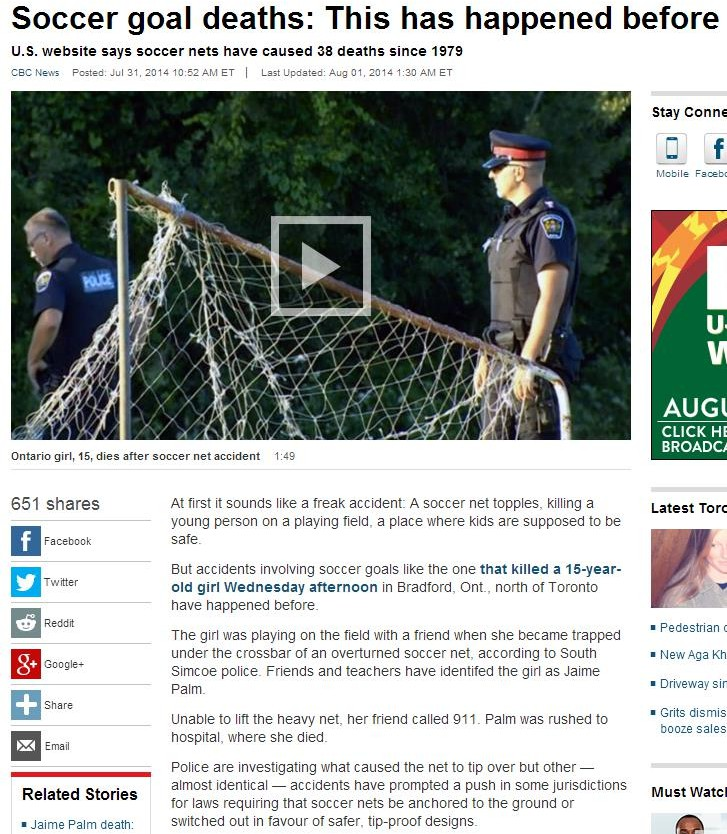 Soccer goal deaths: This has happened before
U.S. website says soccer nets have caused 38 deaths since 1979
CBC News Posted: Jul 31, 2014 10:52 AM ET | Last Updated: Aug 01, 2014 1:30 AM ET
POLICE
Ontario girl, 15, dies after soccer net accident 1:49
651 shares
Facebook
Twitter
Reddit
Google+
Share
Email
Related Stories
Jaime Palm death:
At first it sounds like a freak accident: A soccer net topples, killing a
young person on a playing field, a place where kids are supposed to be
safe.
But accidents involving soccer goals like the one that killed a 15-year-
old girl Wednesday afternoon in Bradford, Ont., north of Toronto
have happened before.
The girl was playing on the field with a friend when she became trapped
under the crossbar of an overturned soccer net, according to South
Simcoe police. Friends and teachers have identifed the girl as Jaime
Palm.
Unable to lift the heavy net, her friend called 911. Palm was rushed to
hospital, where she died.
Police are investigating what caused the net to tip over but other —
almost identical — accidents have prompted a push in some jurisdictions
for laws requiring that soccer nets be anchored to the ground or
switched out in favour of safer, tip-proof designs.
Stay Conne
Mobile Facebo
U-
W
AUGU
CLICK HE
BROADCA
Latest Toro
Pedestrian c
New Aga Kh
Driveway sin
Grits dismis
booze sales
Must Watch